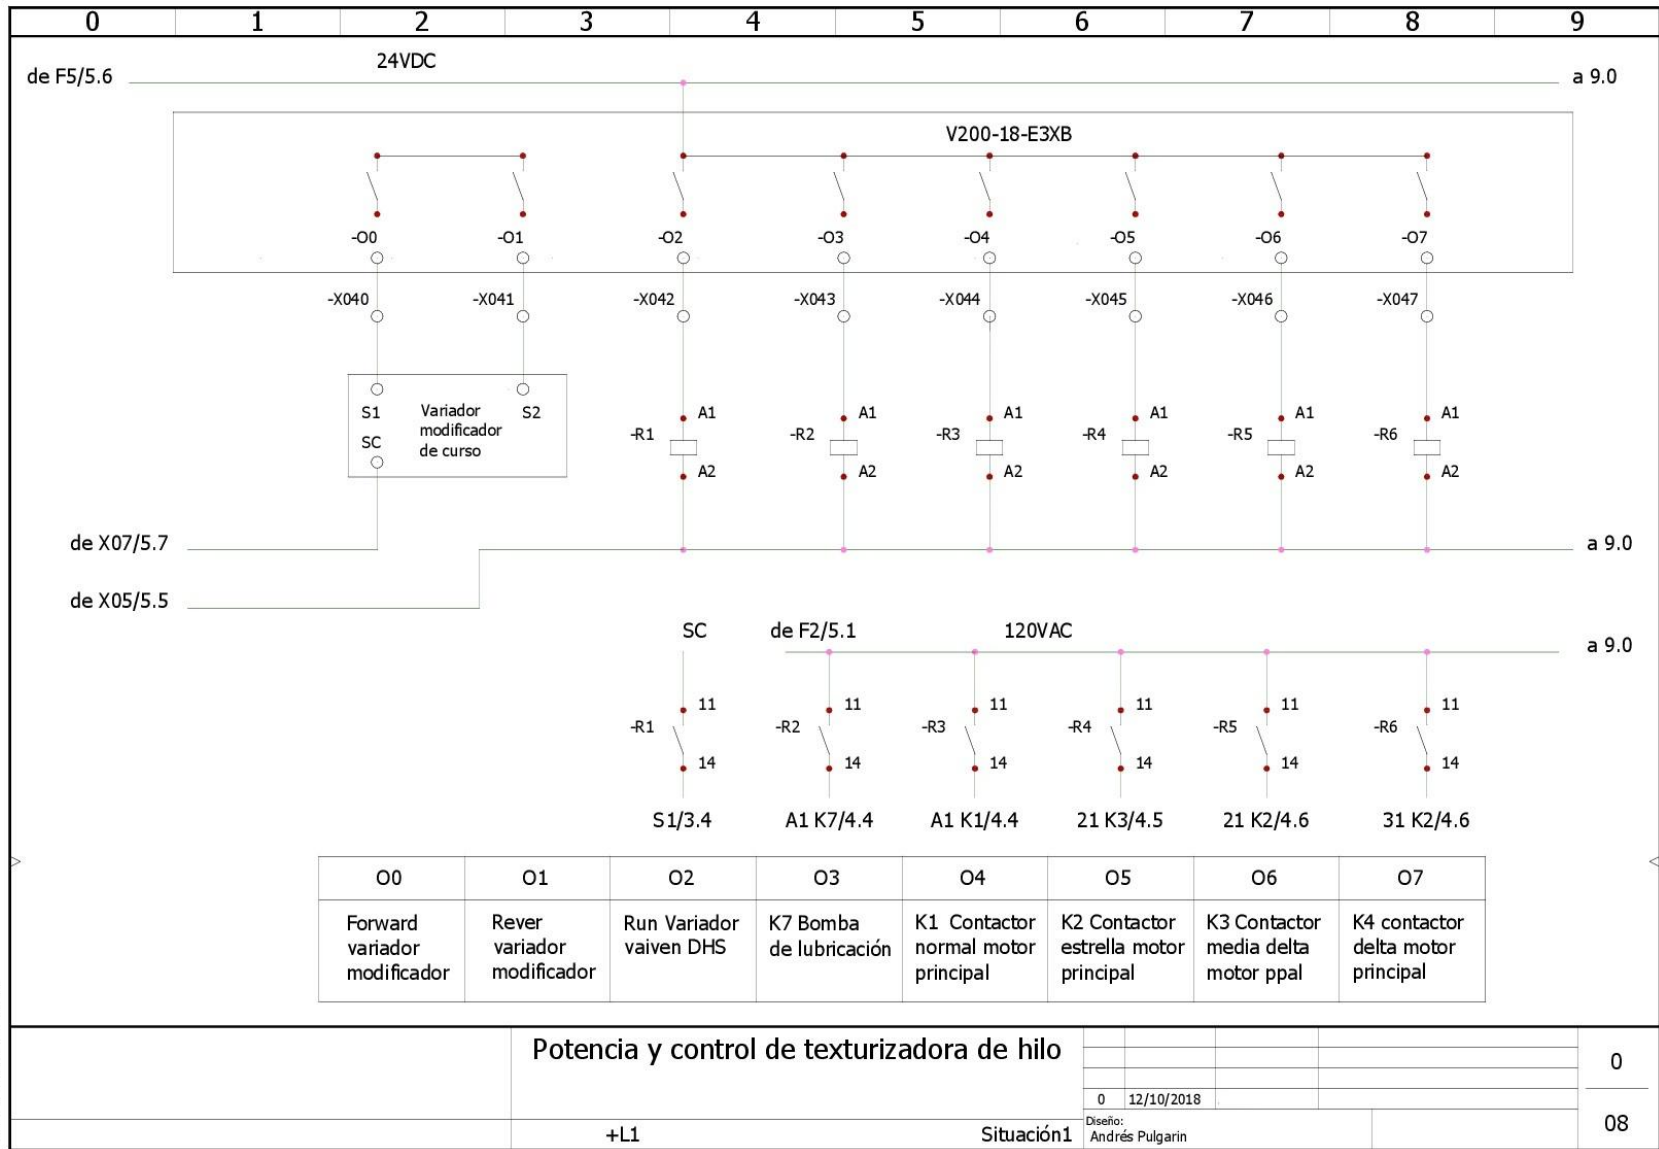 0 1 2 3 4 5 6 7 8 9
24VDC
de F5/5.6
a 9.0
V200-18-E3XB
-O0 -O1 -O2 -O3 -O4 -O5 -O6 -O7
-X040 -X041 -X042 -X043 -X044 -X045 -X046 -X047
S1 Variador S2
modificador
SC de curso
A1 A1 A1 A1 A1 A1
-R1 -R2 -R3 -R4 -R5 -R6
A2 A2 A2 A2 A2 A2
de X07/5.7
a 9.0
de X05/5.5
SC de F2/5.1 120VAC
a 9.0
11 11 11 11 11 11
-R1 -R2 -R3 -R4 -R5 -R6
14 14 14 14 14 14
S1/3.4 A1 K7/4.4 A1 K1/4.4 21 K3/4.5 21 K2/4.6 31 K2/4.6
O0 O1 O2 O3 O4 O5 O6 O7
Forward
variador
modificador
Rever
variador
modificador
Run Variador
vaiven DHS
K7 Bomba
de lubricación
K1 Contactor
normal motor
principal
K2 Contactor
estrella motor
principal
K3 Contactor
media delta
motor ppal
K4 contactor
delta motor
principal
Potencia y control de texturizadora de hilo
0
0 12/10/2018
08
+L1
Situación1
Diseño:
Andrés Pulgarin